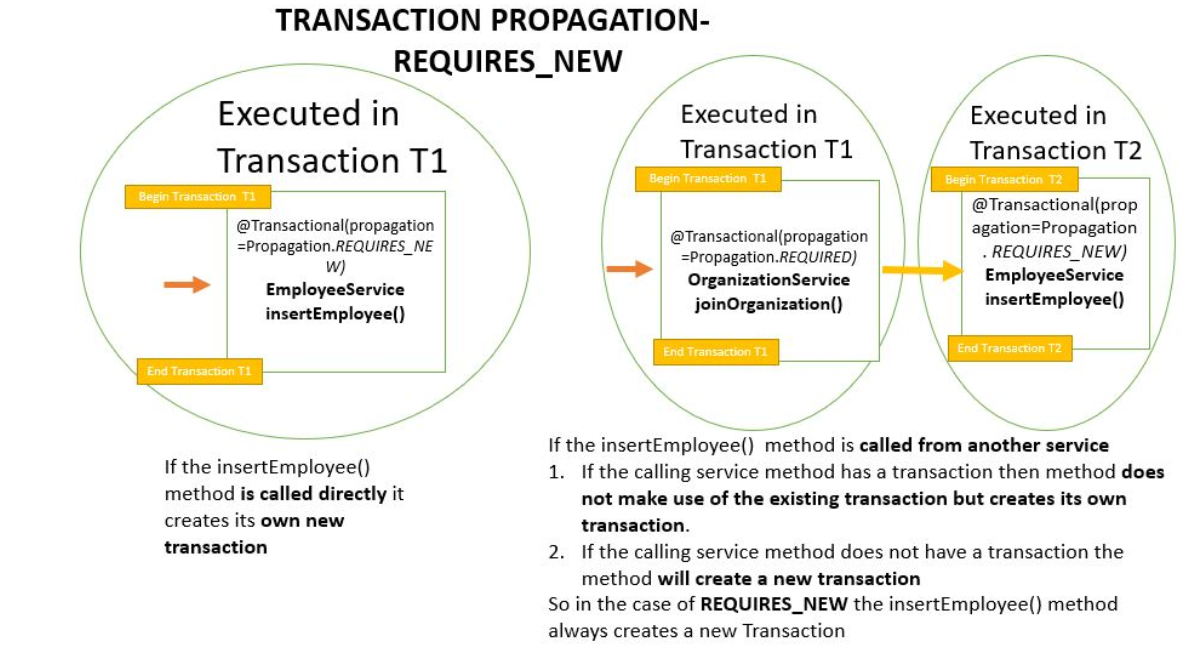 TRANSACTION PROPAGATION-
REQUIRES_NEW
Executed in
Transaction T1
Begin Transaction T1
@Transactional(propagation
=Propagation.REQUIRES_NE
W)
EmployeeService
insertEmployee()
End Transaction T1
If the insertEmployee()
method is called directly it
creates its own new
transaction
Executed in
Transaction T1
Begin Transaction T1
@Transactional(propagation
=Propagation.REQUIRED)
OrganizationService
joinOrganization()
End Transaction T1
Executed in
Transaction T2
Begin Transaction T2
@Transactional(prop
agation=Propagation
. REQUIRES_NEW)
EmployeeService
insertEmployee()
End Transaction T2
If the insertEmployee() method is called from another service
1. If the calling service method has a transaction then method does
not make use of the existing transaction but creates its own
transaction.
2. If the calling service method does not have a transaction the
method will create a new transaction
So in the case of REQUIRES_NEW the insertEmployee() method
always creates a new Transaction